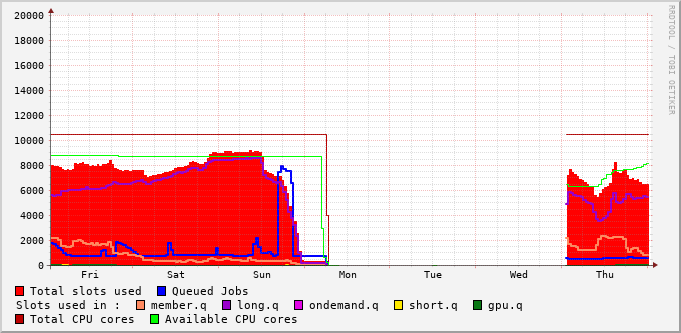 20000
18000
16000
14000
12000
10000
8000
6000
4000
2000
0
Fri Sat Sun Mon Tue Wed Thu
Total slots used Queued Jobs
Slots used in : member.q long.q ondemand.q short.q gpu.q
Total CPU cores Available CPU cores
RRDTOOL / TOBI OETIKER